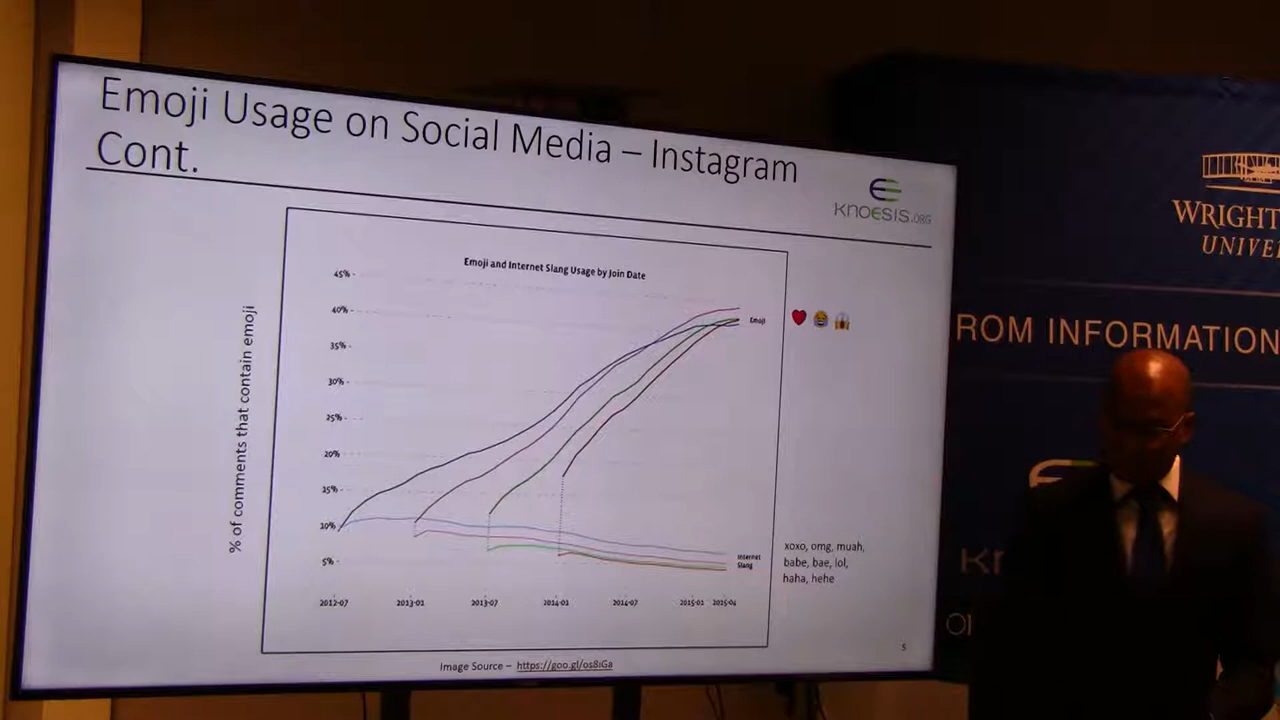 Emoji Usage on Social Media – Instagram
Cont.
KNOESIS.ORG
Emoji and Internet Slang Usage by Join Date
% of comments that contain emoji
45%
40%
35%
30%
25%
20%
15%
10%
5%
Emoji
Internet
Slang
2012-07 2013-01 2013-07 2014-01 2014-07 2015-01 2015-04
xoxo, omg, muah,
babe, bae, lol,
haha, hehe
Image Source – https://goo.gl/os8iGa
5
WRIGHT
UNIVE
ROM INFORMATION